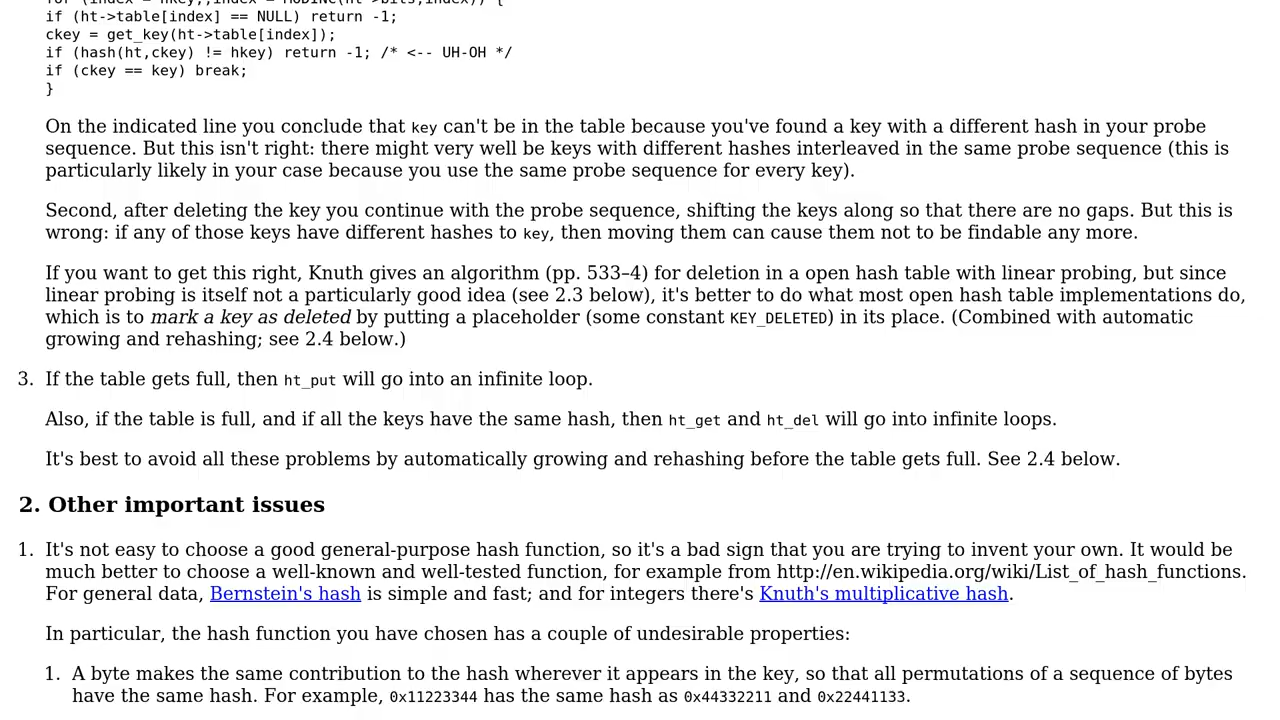 if (ht->table[index] == NULL) return -1;
ckey = get_key(ht->table[index]);
if (hash(ht,ckey) != hkey) return -1; /* <-- UH-OH */
if (ckey == key) break;
}
On the indicated line you conclude that key can't be in the table because you've found a key with a different hash in your probe
sequence. But this isn't right: there might very well be keys with different hashes interleaved in the same probe sequence (this is
particularly likely in your case because you use the same probe sequence for every key).
Second, after deleting the key you continue with the probe sequence, shifting the keys along so that there are no gaps. But this is
wrong: if any of those keys have different hashes to key, then moving them can cause them not to be findable any more.
If you want to get this right, Knuth gives an algorithm (pp. 533–4) for deletion in a open hash table with linear probing, but since
linear probing is itself not a particularly good idea (see 2.3 below), it's better to do what most open hash table implementations do,
which is to mark a key as deleted by putting a placeholder (some constant KEY_DELETED) in its place. (Combined with automatic
growing and rehashing; see 2.4 below.)
3. If the table gets full, then ht_put will go into an infinite loop.
Also, if the table is full, and if all the keys have the same hash, then ht_get and ht_del will go into infinite loops.
It's best to avoid all these problems by automatically growing and rehashing before the table gets full. See 2.4 below.
2. Other important issues
1. It's not easy to choose a good general-purpose hash function, so it's a bad sign that you are trying to invent your own. It would be
much better to choose a well-known and well-tested function, for example from http://en.wikipedia.org/wiki/List_of_hash_functions.
For general data, Bernstein's hash is simple and fast; and for integers there's Knuth's multiplicative hash.
In particular, the hash function you have chosen has a couple of undesirable properties:
1. A byte makes the same contribution to the hash wherever it appears in the key, so that all permutations of a sequence of bytes
have the same hash. For example, 0x11223344 has the same hash as 0x44332211 and 0x22441133.